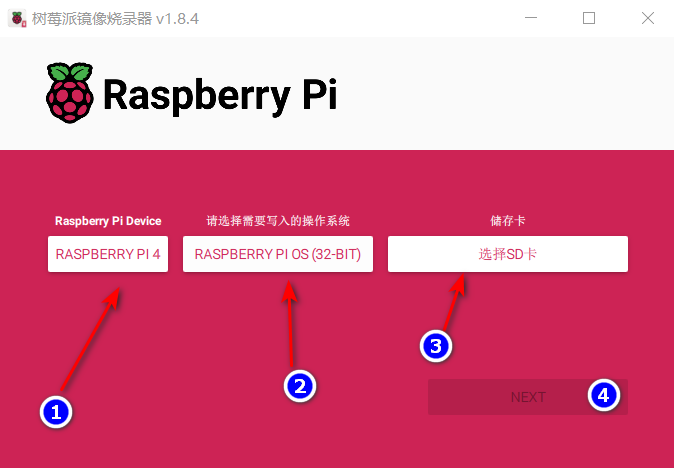 树莓派镜像烧录器 v1.8.4
Raspberry Pi
Raspberry Pi Device
请选择需要写入的操作系统
储存卡
RASPBERRY PI 4
RASPBERRY PI OS (32-BIT)
选择SD卡
3
2
NEXT
4
1